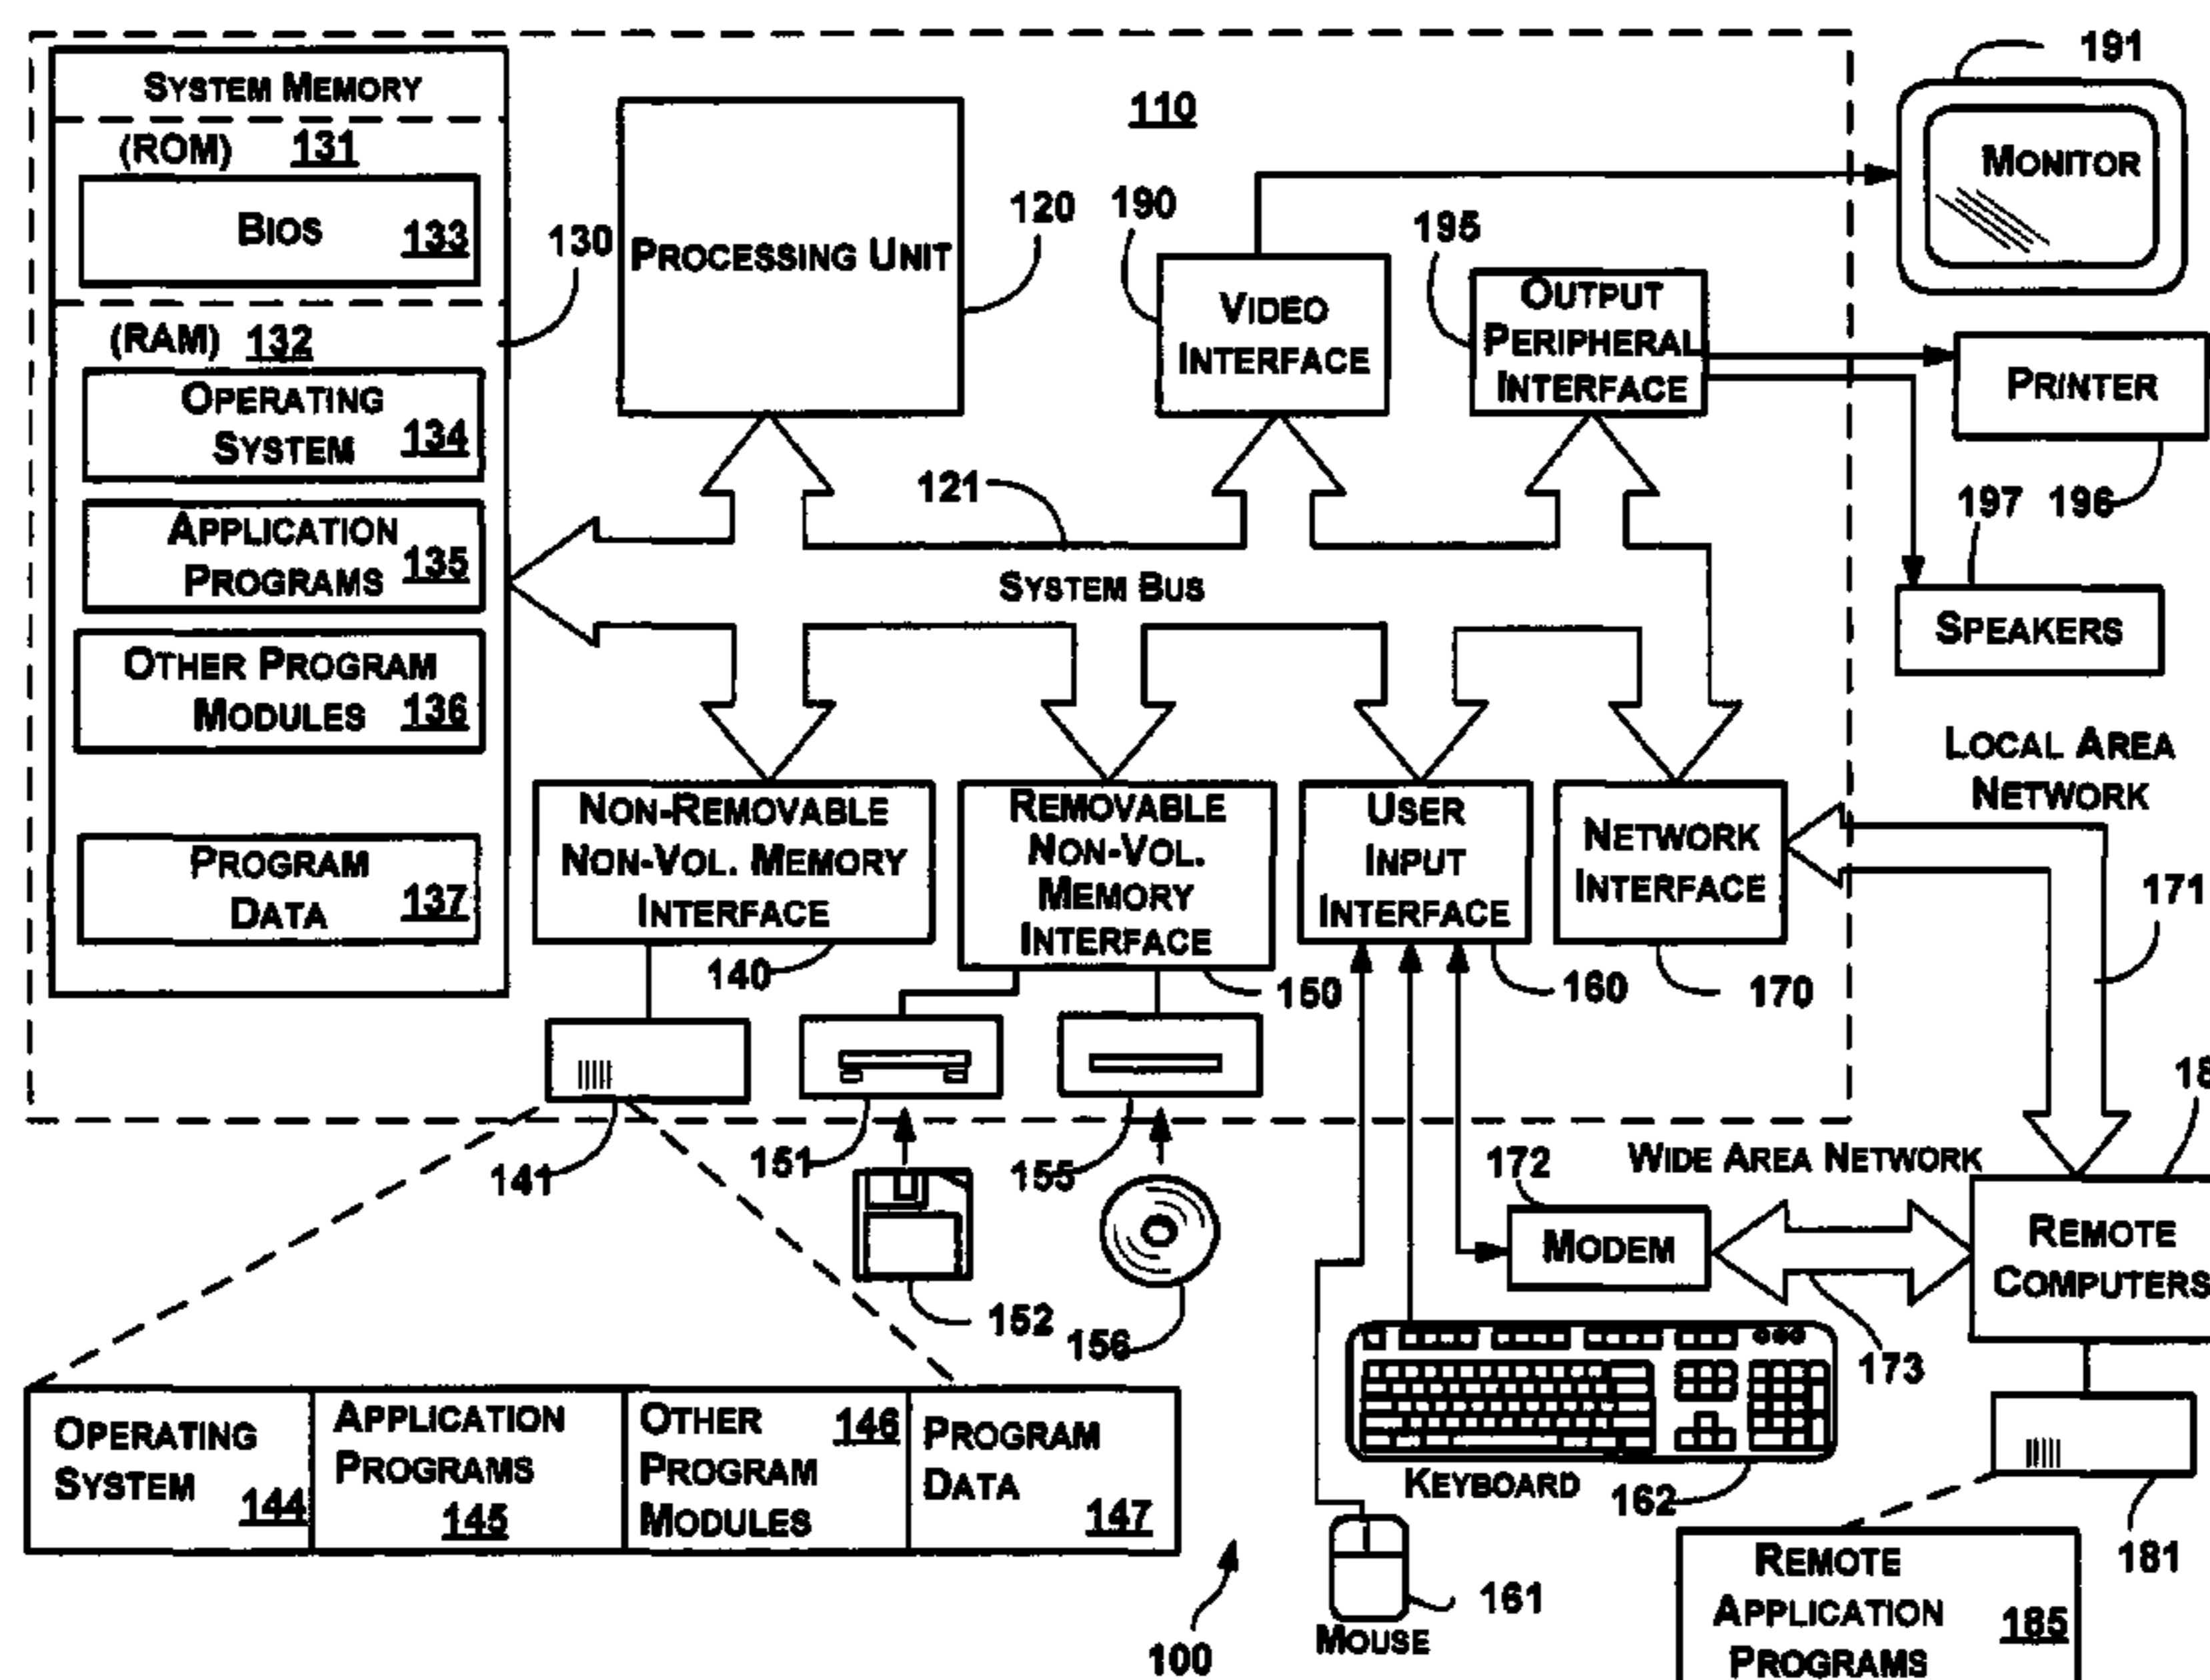 SYSTEM MEMORY
(ROM) 131
BIOS 133
(RAM) 132
OPERATING
SYSTEM 134
APPLICATION
PROGRAMS 135
OTHER PROGRAM
MODULES 136
PROGRAM
DATA 137
130
PROCESSING UNIT
120
110
190
VIDEO
INTERFACE
195
OUTPUT
PERIPHERAL
INTERFACE
191
MONITOR
PRINTER
197 196
SPEAKERS
121
SYSTEM BUS
NON-REMOVABLE
NON-VOL. MEMORY
INTERFACE
140
REMOVABLE
NON-VOL.
MEMORY
INTERFACE
150
USER
INPUT
INTERFACE
160
NETWORK
INTERFACE
170
LOCAL AREA
NETWORK
171
141
151
155
152
156
172
WIDE AREA NETWORK
MODEM
173
REMOTE
COMPUTERS
181
OPERATING
SYSTEM 144
APPLICATION
PROGRAMS
145
OTHER 146
PROGRAM
MODULES
PROGRAM
DATA
147
KEYBOARD 162
161
MOUSE
100
REMOTE
APPLICATION 185
PROGRAMS